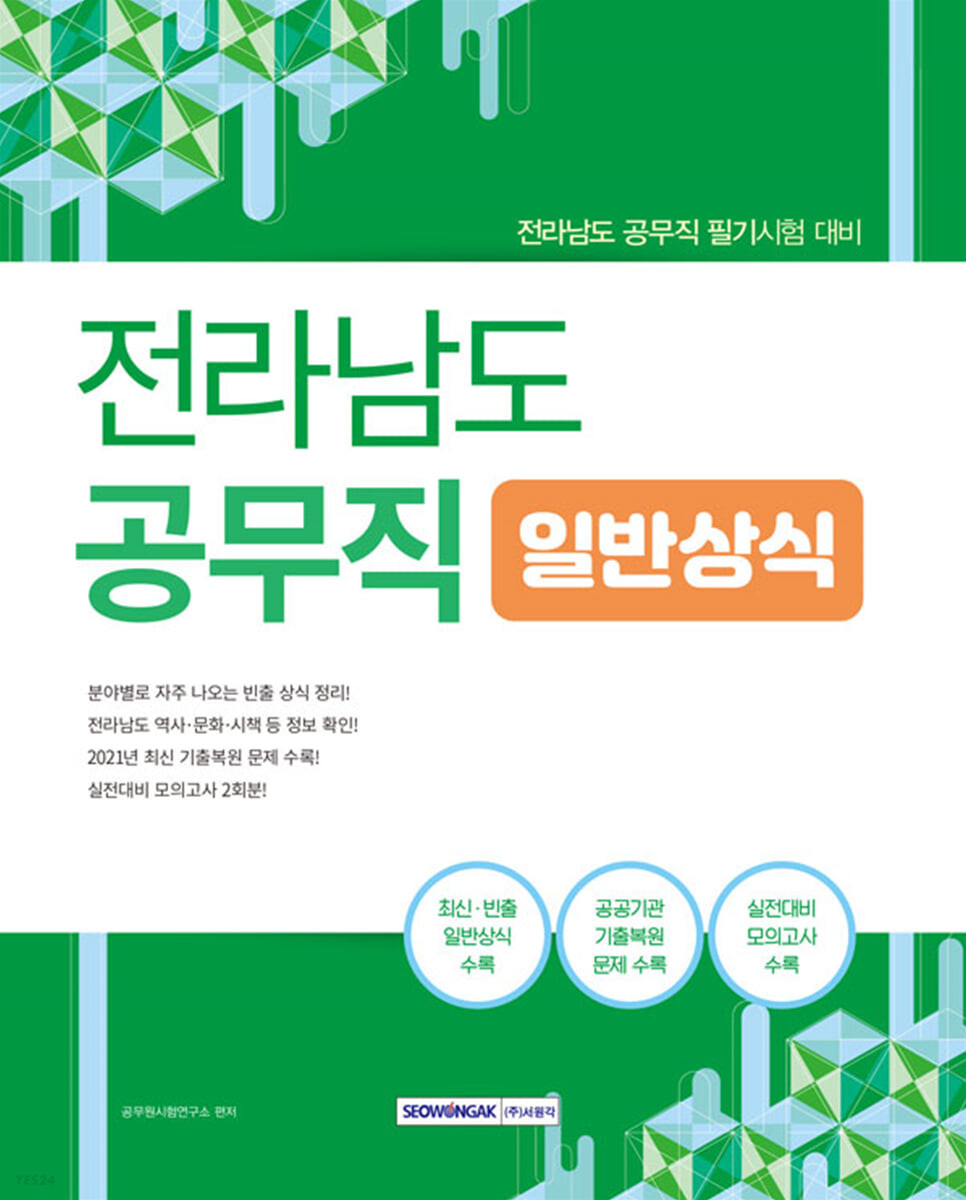 전라남도 공무직 필기시험 대비
전라남도
공무직 일반상식
분야별로 자주 나오는 빈출 상식 정리!
전라남도 역사·문화·시책 등 정보 확인!
2021년 최신 기출복원 문제 수록!
실전대비 모의고사 2회분!
최신·빈출
일반상식
수록
공공기관
기출복원
문제 수록
실전대비
모의고사
수록
공무원시험연구소 편저
SEOWONGAK (주)서원각
YES24